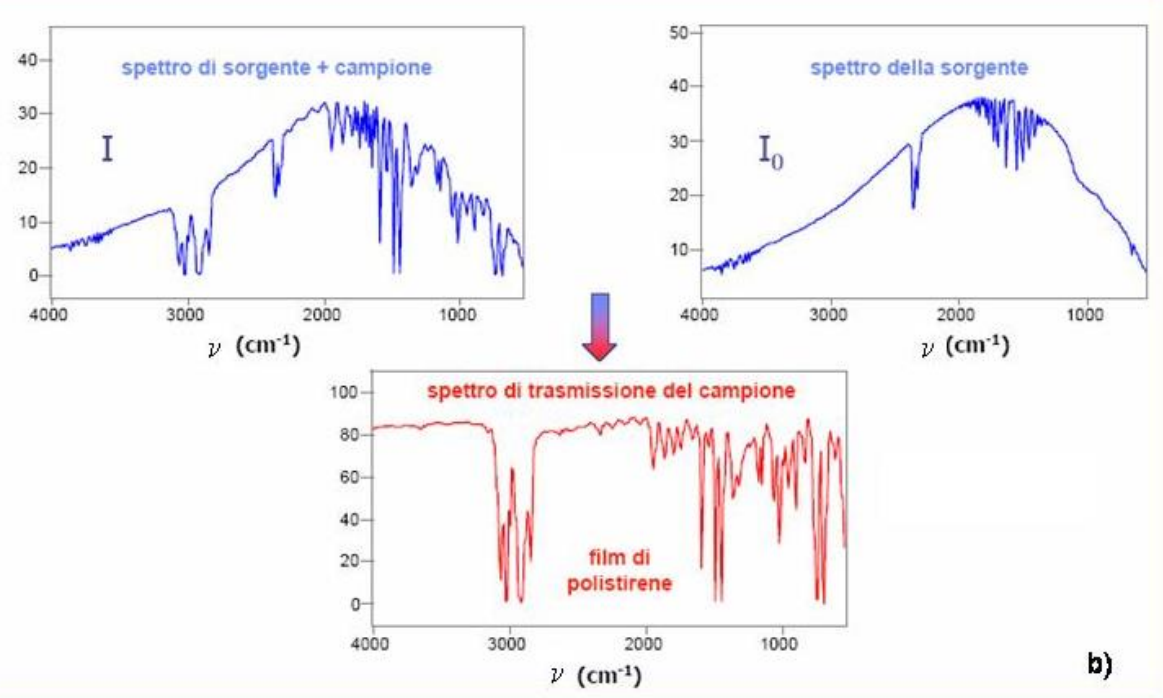 spettro di sorgente + campione
I
40
30
20
10
0
4000 3000 2000 1000
ν (cm-1)
spettro della sorgente
I0
50
40
30
20
10
4000 3000 2000 1000
ν (cm-1)
spettro di trasmissione del campione
100
80
60
40
20
0
film di
polistirene
4000 3000 2000 1000
ν (cm-1)
b)